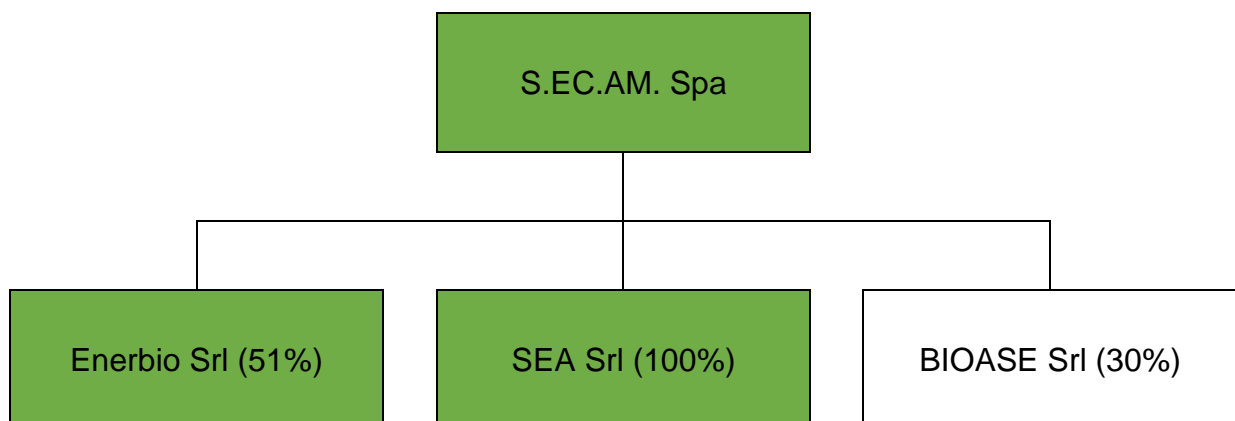 S.EC.AM. Spa
Enerbio Srl (51%)
SEA Srl (100%)
BIOASE Srl (30%)